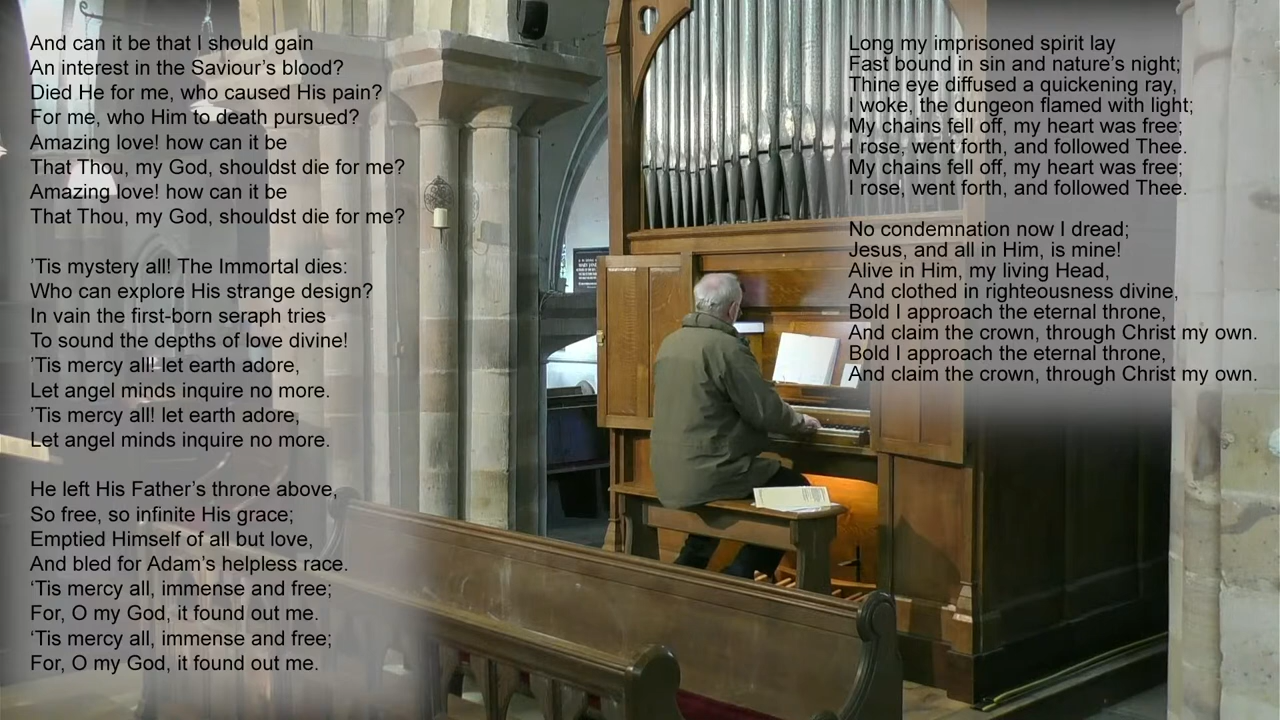 And can it be that I should gain
An interest in the Saviour’s blood?
Died He for me, who caused His pain?
For me, who Him to death pursued?
Amazing love! how can it be
That Thou, my God, shouldst die for me?
Amazing love! how can it be
That Thou, my God, shouldst die for me?
’Tis mystery all! The Immortal dies:
Who can explore His strange design?
In vain the first-born seraph tries
To sound the depths of love divine!
’Tis mercy all! let earth adore,
Let angel minds inquire no more.
’Tis mercy all! let earth adore,
Let angel minds inquire no more.
He left His Father’s throne above,
So free, so infinite His grace;
Emptied Himself of all but love,
And bled for Adam’s helpless race.
‘Tis mercy all, immense and free;
For, O my God, it found out me.
‘Tis mercy all, immense and free;
For, O my God, it found out me.
Long my imprisoned spirit lay
Fast bound in sin and nature’s night;
Thine eye diffused a quickening ray,
I woke, the dungeon flamed with light;
My chains fell off, my heart was free;
I rose, went forth, and followed Thee.
My chains fell off, my heart was free;
I rose, went forth, and followed Thee.
No condemnation now I dread;
Jesus, and all in Him, is mine!
Alive in Him, my living Head,
And clothed in righteousness divine,
Bold I approach the eternal throne,
And claim the crown, through Christ my own.
Bold I approach the eternal throne,
And claim the crown, through Christ my own.